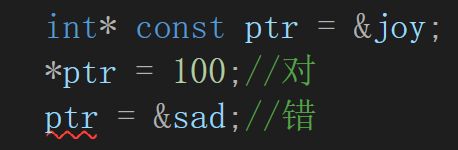 int* const ptr = &joy;
*ptr = 100;//对
ptr = &sad;//错